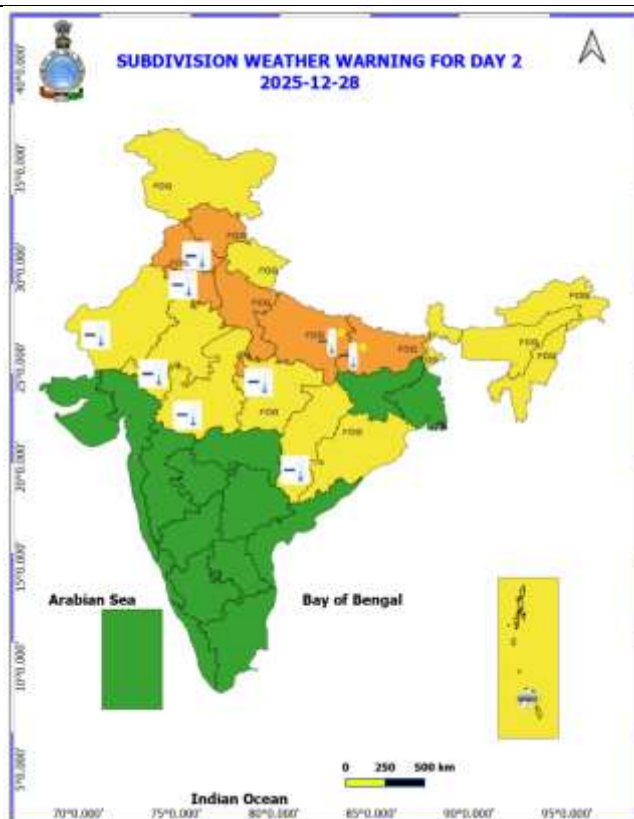 SUBDIVISION WEATHER WARNING FOR DAY 2
2025-12-28
40°0.000'
35°0.000'
30°0.000'
25°0.000'
20°0.000'
15°0.000'
10°0.000'
5°0.000'
FOG
FOG
FOG
FOG
FOG
FOG
FOG
FOG
FOG
FOG
FOG
Arabian Sea
Bay of Bengal
0 250 500 km
Indian Ocean
70°0.000' 75°0.000' 80°0.000' 85°0.000' 90°0.000' 95°0.000'